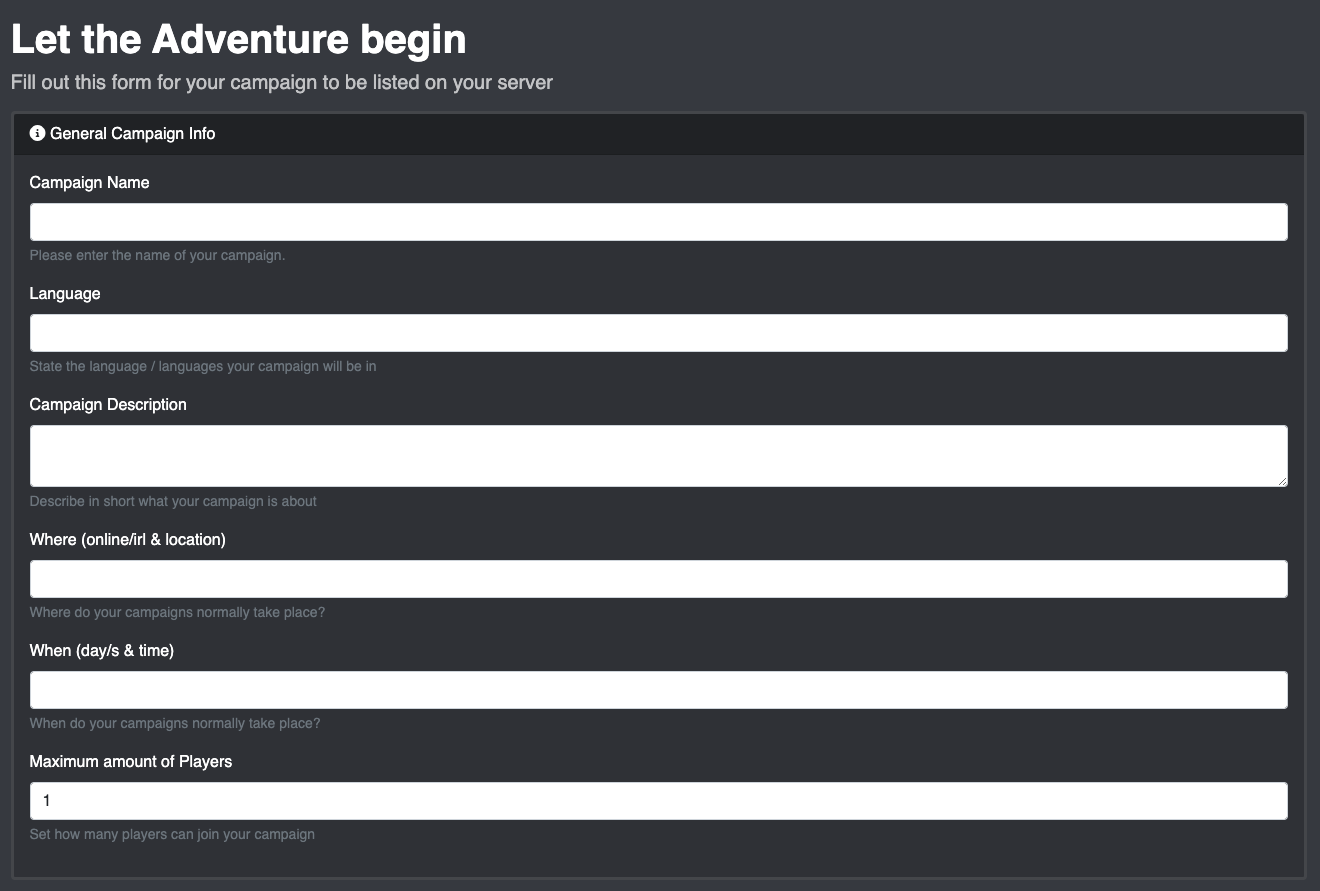 Let the Adventure begin
Fill out this form for your campaign to be listed on your server
General Campaign Info
Campaign Name
Please enter the name of your campaign.
Language
State the language / languages your campaign will be in
Campaign Description
Describe in short what your campaign is about
Where (online/irl & location)
Where do your campaigns normally take place?
When (day/s & time)
When do your campaigns normally take place?
Maximum amount of Players
1
Set how many players can join your campaign